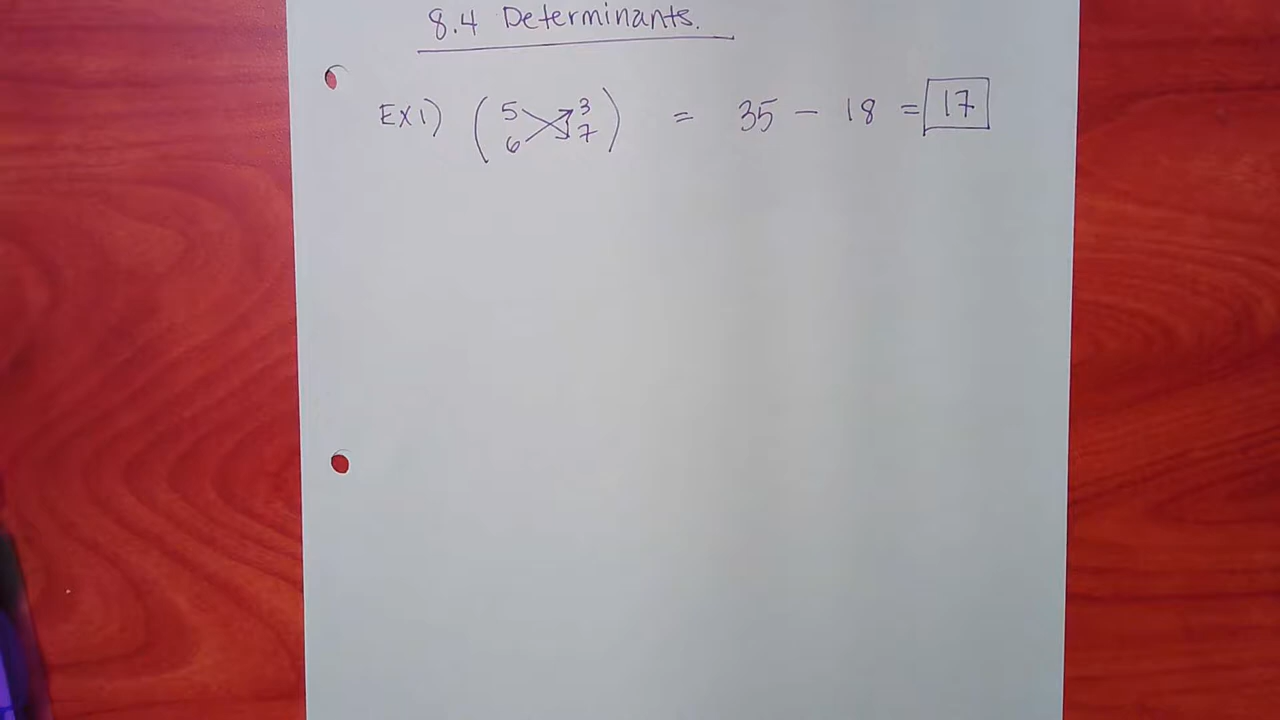 8.4 Determinants.
EX1) ( 5 3 ) = 35 - 18 = 17
6 7